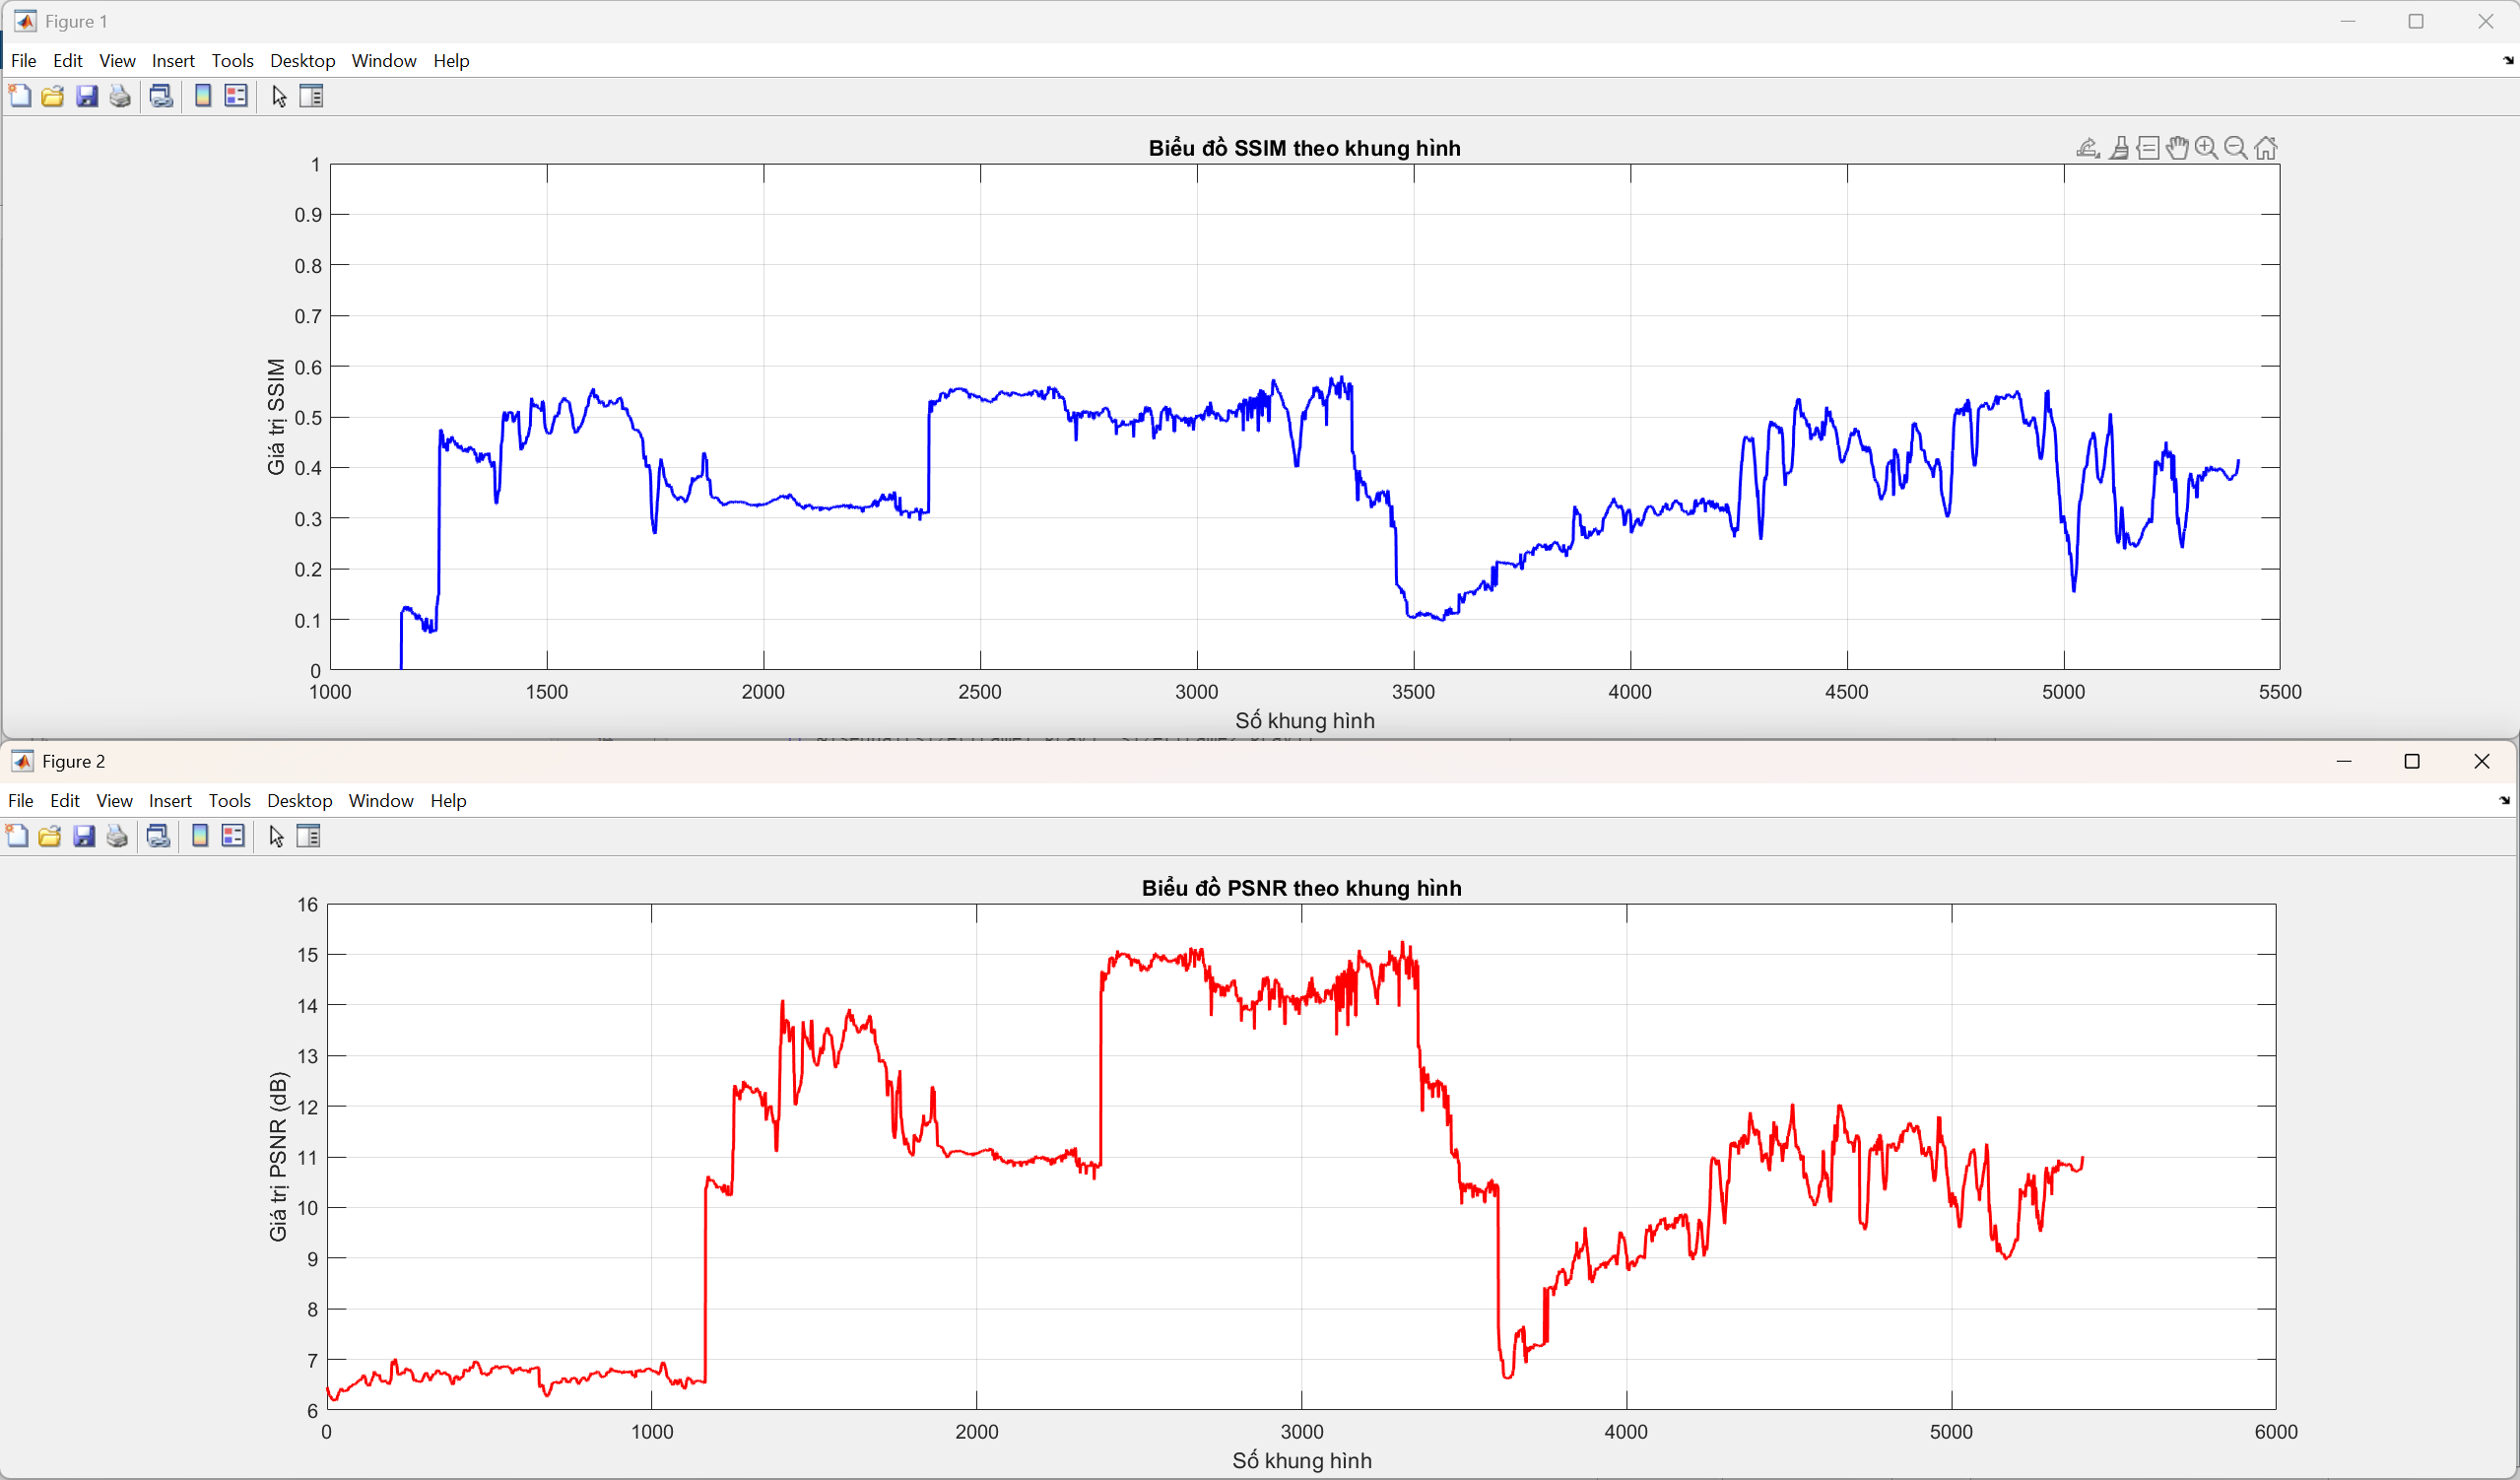 Figure 1
File Edit View Insert Tools Desktop Window Help
Biểu đồ SSIM theo khung hình
1
0.9
0.8
0.7
0.6
0.5
0.4
0.3
0.2
0.1
0
Giá trị SSIM
1000 1500 2000 2500 3000 3500 4000 4500 5000 5500
Số khung hình
Figure 2
File Edit View Insert Tools Desktop Window Help
Biểu đồ PSNR theo khung hình
16
15
14
13
12
11
10
9
8
7
6
Giá trị PSNR (dB)
0 1000 2000 3000 4000 5000 6000
Số khung hình